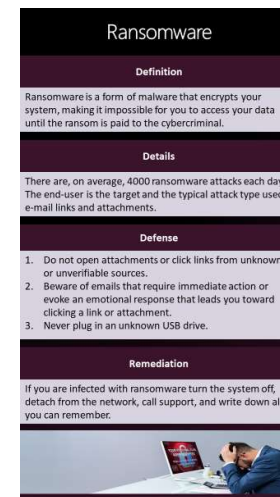 Ransomware
Definition
Ransomware is a form of malware that encrypts your
system, making it impossible for you to access your data
until the ransom is paid to the cybercriminal.
Details
There are, on average, 4000 ransomware attacks each day
The end-user is the target and the typical attack type used
e-mail links and attachments.
Defense
1. Do not open attachments or click links from unknown
or unverifiable sources.
2. Beware of emails that require immediate action or
evoke an emotional response that leads you toward
clicking a link or attachment.
3. Never plug in an unknown USB drive.
Remediation
If you are infected with ransomware turn the system off,
detach from the network, call support, and write down all
you can remember.